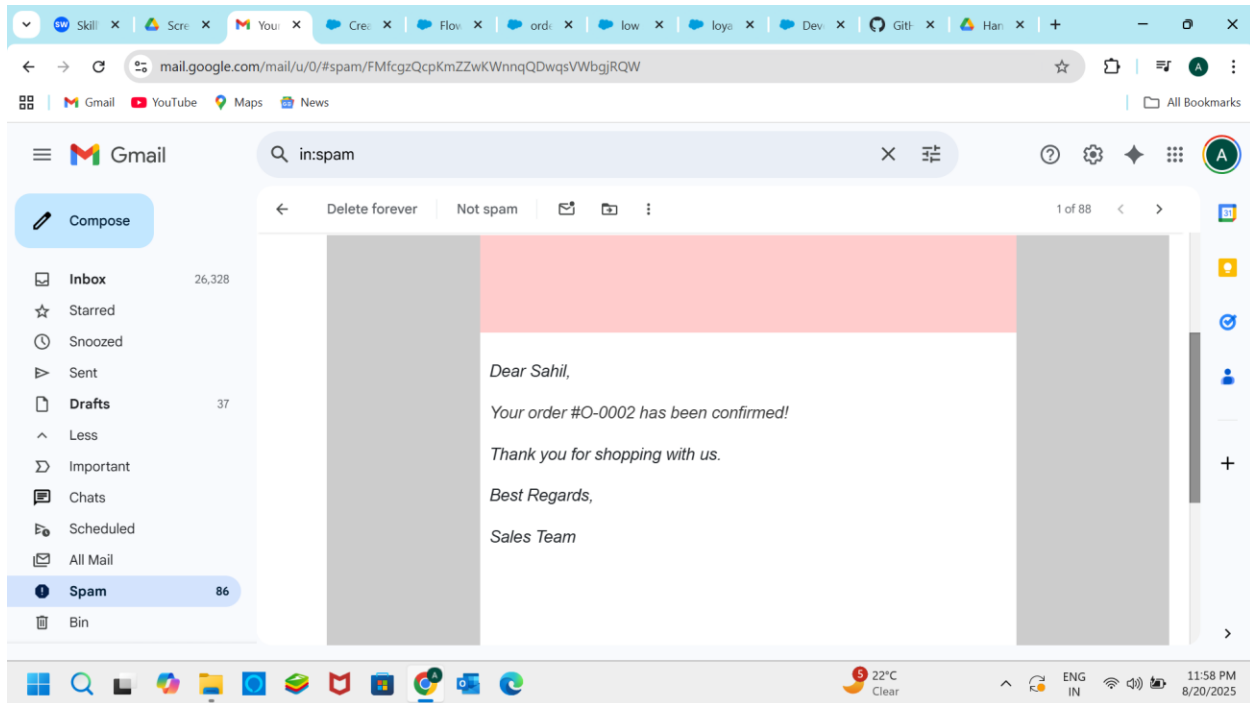 Skill
Scre
Your
Crea
Flow
orde
low
loya
Dev
GitH
Han
mail.google.com/mail/u/0/#spam/FMfcgzQcpKmZZwKWnnqQDwqsVWbgjRQW
A
Gmail
YouTube
Maps
News
All Bookmarks
Gmail
in:spam
A
Compose
Delete forever
Not spam
1 of 88
31
Inbox 26,328
Starred
Snoozed
Sent
Drafts 37
Less
Important
Chats
Scheduled
All Mail
Spam 86
Bin
Dear Sahil,
Your order #O-0002 has been confirmed!
Thank you for shopping with us.
Best Regards,
Sales Team
5
22°C
Clear
ENG
IN
11:58 PM
8/20/2025